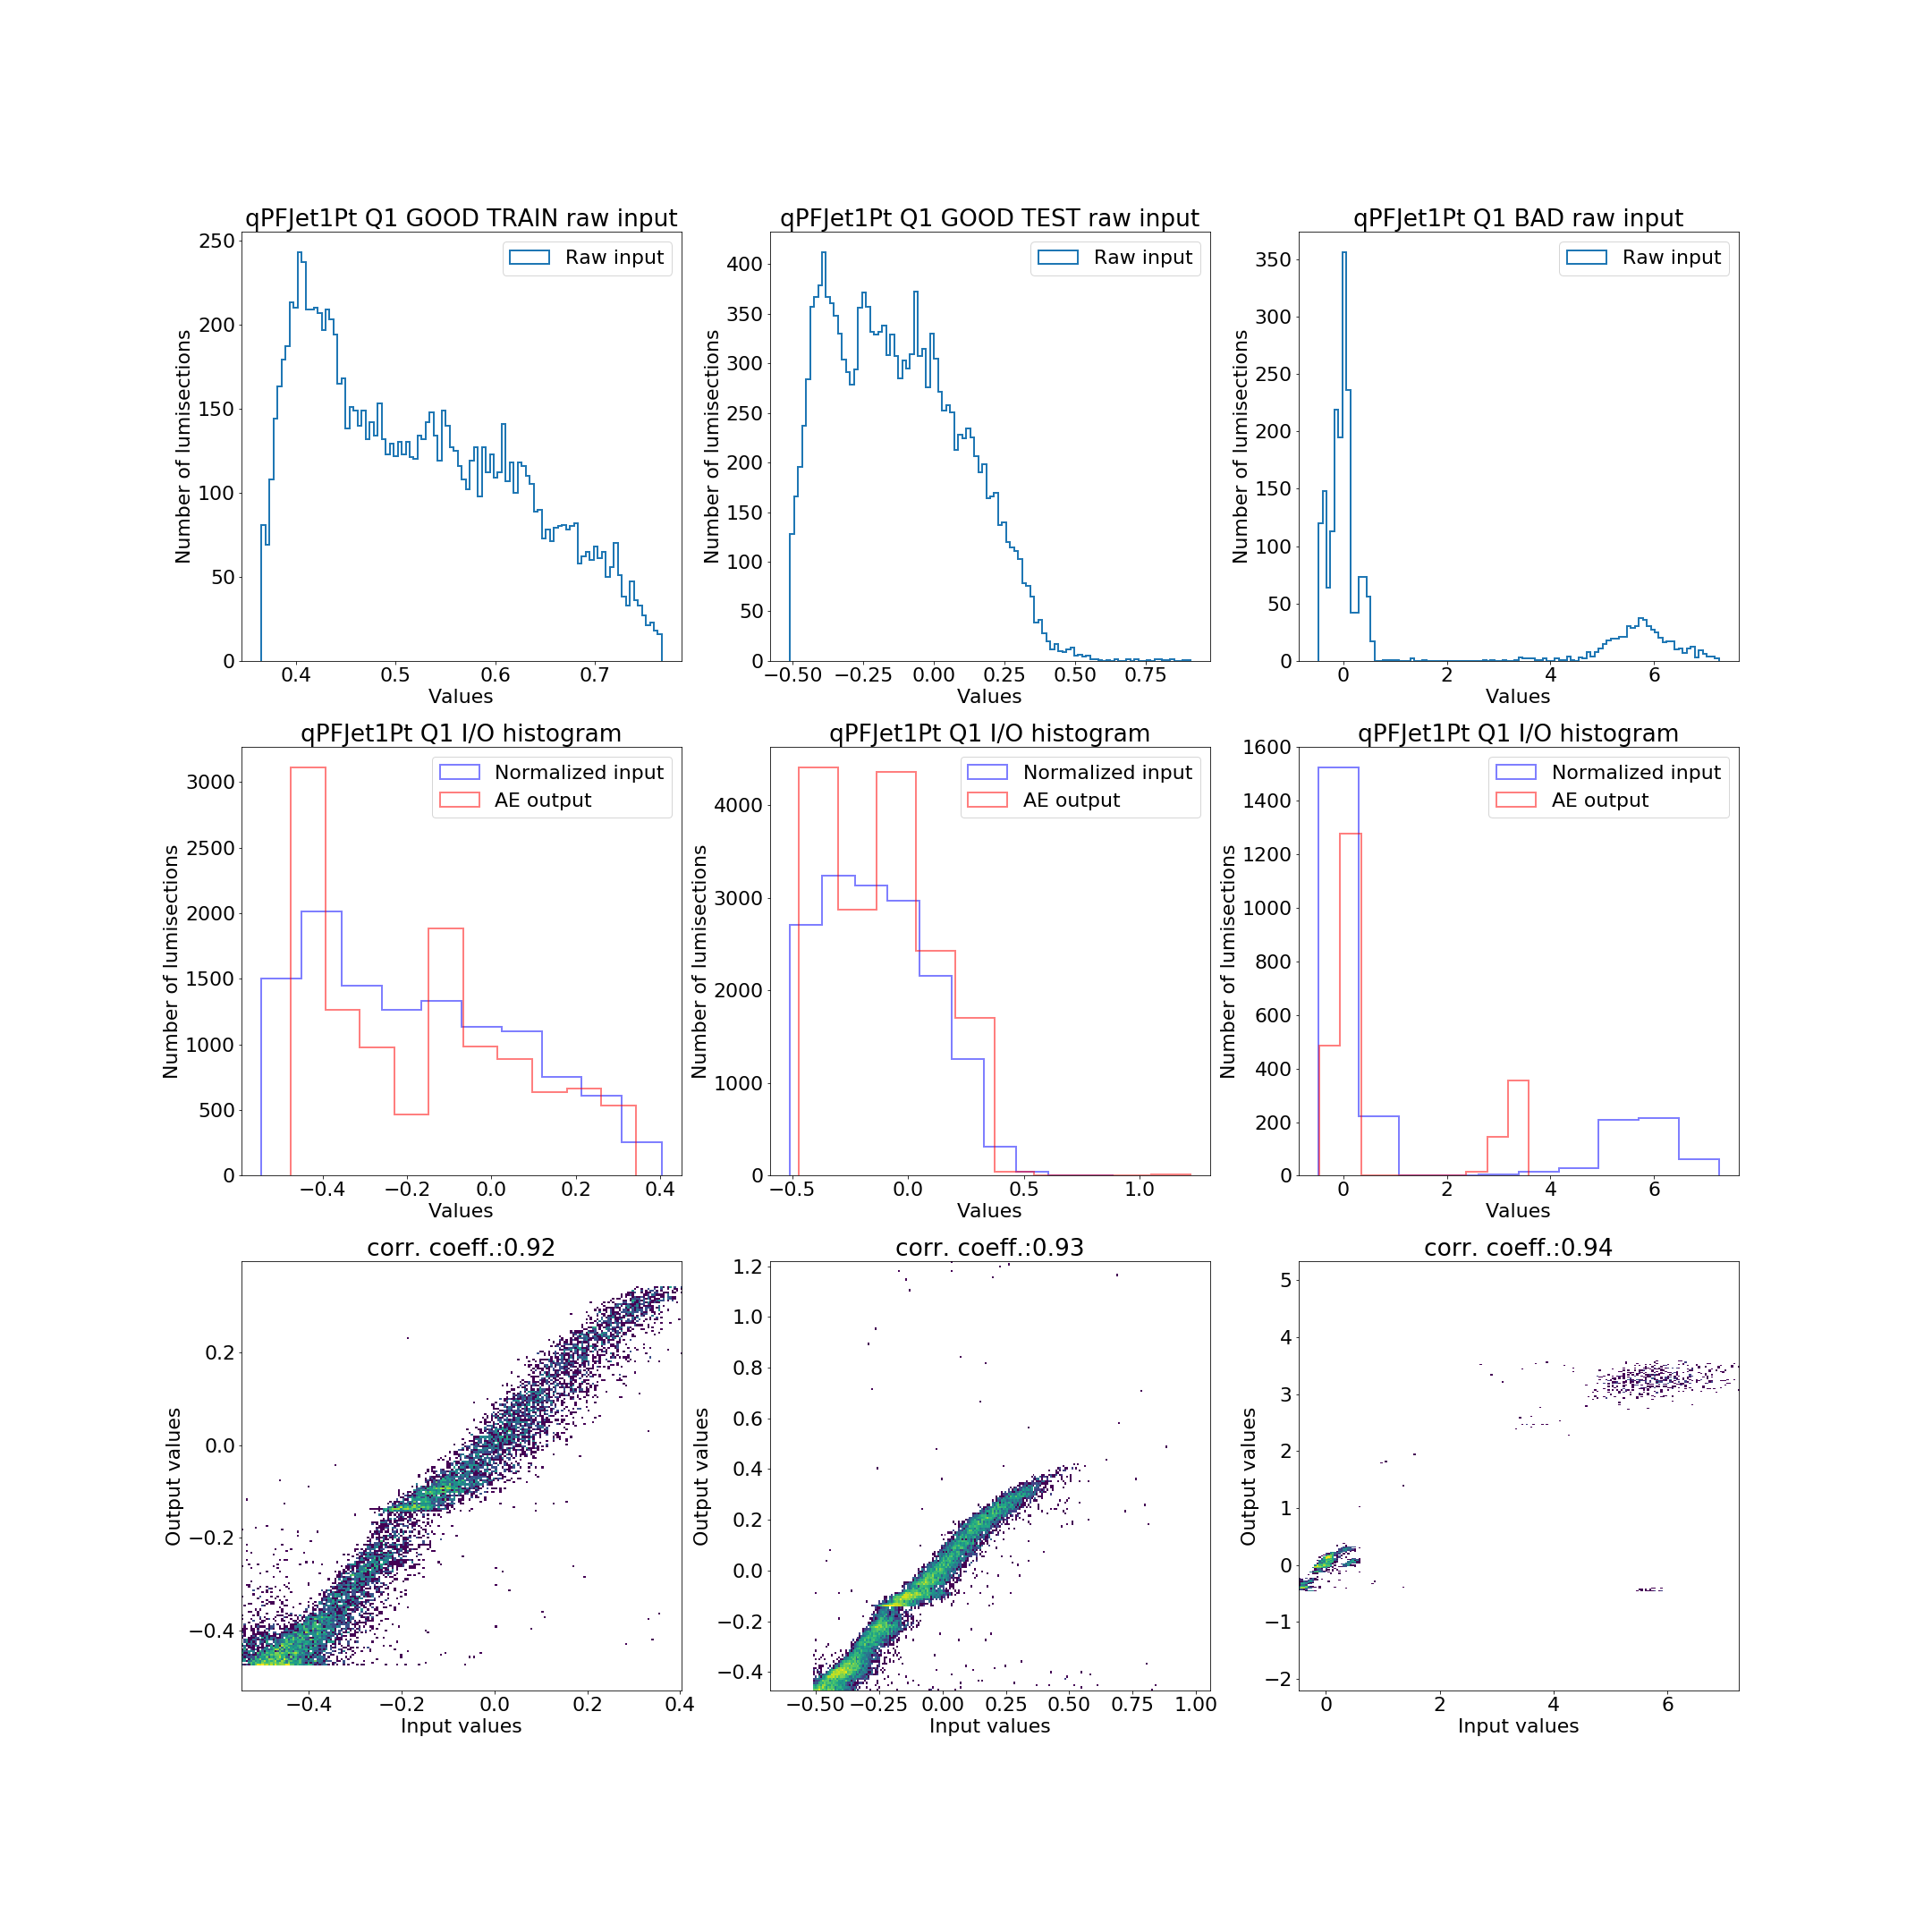 qPFJet1Pt Q1 GOOD TRAIN raw input
Raw input
250
200
150
100
50
0
0.4 0.5 0.6 0.7
Number of lumisections
Values
qPFJet1Pt Q1 GOOD TEST raw input
Raw input
400
350
300
250
200
150
100
50
0
−0.50 −0.25 0.00 0.25 0.50 0.75
Number of lumisections
Values
qPFJet1Pt Q1 BAD raw input
Raw input
350
300
250
200
150
100
50
0
0 2 4 6
Number of lumisections
Values
qPFJet1Pt Q1 I/O histogram
Normalized input
AE output
3000
2500
2000
1500
1000
500
0
−0.4 −0.2 0.0 0.2 0.4
Number of lumisections
Values
qPFJet1Pt Q1 I/O histogram
Normalized input
AE output
4000
3000
2000
1000
0
−0.5 0.0 0.5 1.0
Number of lumisections
Values
qPFJet1Pt Q1 I/O histogram
Normalized input
AE output
1600
1400
1200
1000
800
600
400
200
0
0 2 4 6
Number of lumisections
Values
corr. coeff.:0.92
0.2
0.0
−0.2
−0.4
−0.4 −0.2 0.0 0.2 0.4
Output values
Input values
corr. coeff.:0.93
1.2
1.0
0.8
0.6
0.4
0.2
0.0
−0.2
−0.4
−0.50 −0.25 0.00 0.25 0.50 0.75 1.00
Output values
Input values
corr. coeff.:0.94
5
4
3
2
1
0
−1
−2
0 2 4 6
Output values
Input values